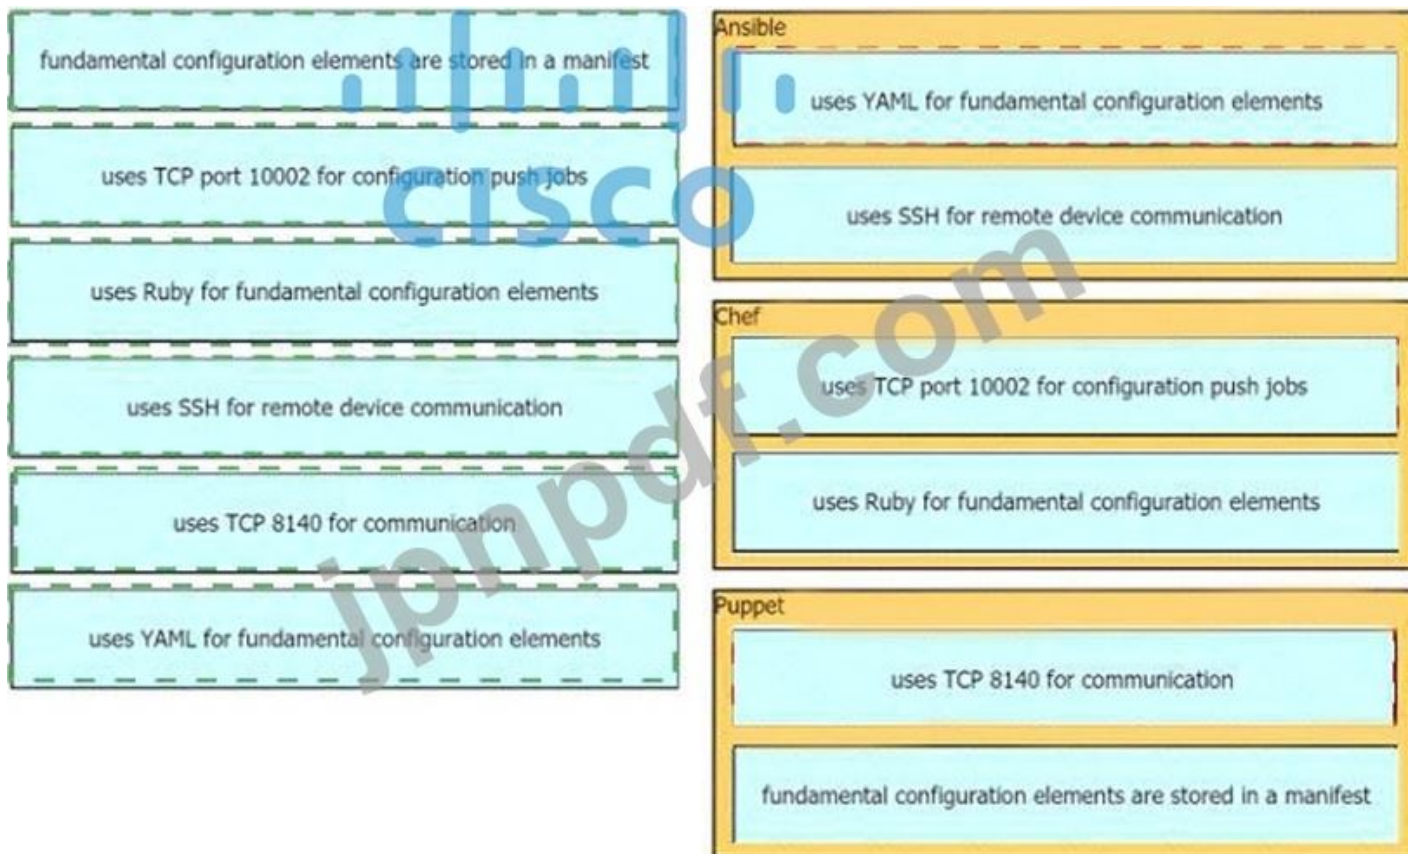 fundamental configuration elements are stored in a manifest
uses TCP port 10002 for configuration push jobs
uses Ruby for fundamental configuration elements
uses SSH for remote device communication
uses TCP 8140 for communication
uses YAML for fundamental configuration elements
Ansible
uses YAML for fundamental configuration elements
uses SSH for remote device communication
Chef
uses TCP port 10002 for configuration push jobs
uses Ruby for fundamental configuration elements
Puppet
uses TCP 8140 for communication
fundamental configuration elements are stored in a manifest
CISCO
jpnpdf.com